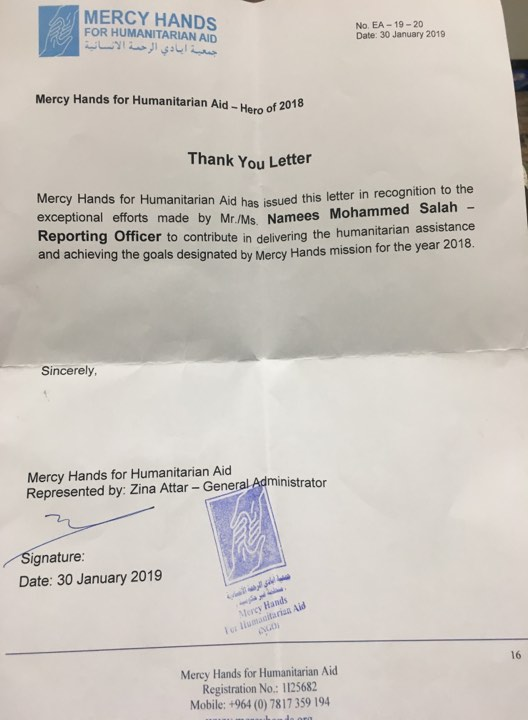 MERCY HANDS
FOR HUMANITARIAN AID
جمعية ايادي الرحمة الانسانية
No. EA – 19 – 20
Date: 30 January 2019
Mercy Hands for Humanitarian Aid – Hero of 2018
Thank You Letter
Mercy Hands for Humanitarian Aid has issued this letter in recognition to the
exceptional efforts made by Mr./Ms. Namees Mohammed Salah –
Reporting Officer to contribute in delivering the humanitarian assistance
and achieving the goals designated by Mercy Hands mission for the year 2018.
Sincerely,
Mercy Hands for Humanitarian Aid
Represented by: Zina Attar – General Administrator
Signature:
Date: 30 January 2019
جمعية ايادي الرحمة الانسانية
Mercy Hands
For Humanitarian Aid
(NGO)
16
Mercy Hands for Humanitarian Aid
Registration No.: 1I25682
Mobile: +964 (0) 7817 359 194